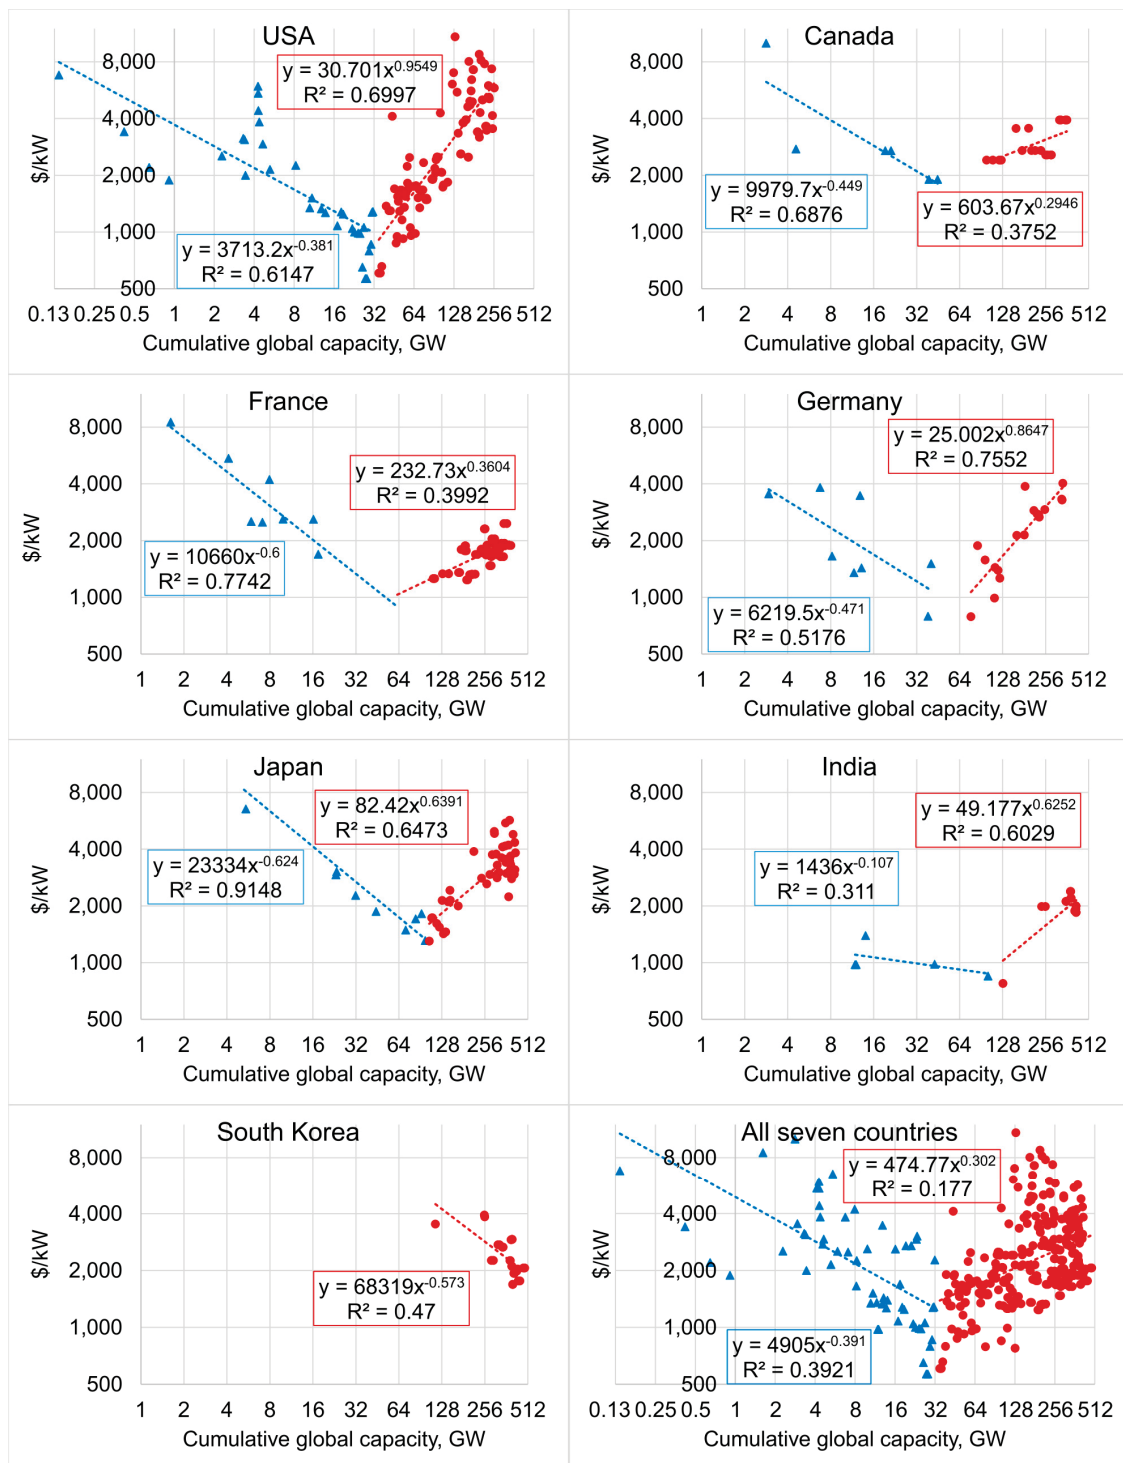 USA
y = 30.701x^0.9549
R² = 0.6997
8,000
4,000
2,000
1,000
500
$/kW
y = 3713.2x^-0.381
R² = 0.6147
0.13 0.25 0.5 1 2 4 8 16 32 64 128 256 512
Cumulative global capacity, GW
Canada
8,000
4,000
2,000
1,000
500
$/kW
y = 9979.7x^-0.449
R² = 0.6876
y = 603.67x^0.2946
R² = 0.3752
1 2 4 8 16 32 64 128 256 512
Cumulative global capacity, GW
France
8,000
4,000
2,000
1,000
500
$/kW
y = 232.73x^0.3604
R² = 0.3992
y = 10660x^-0.6
R² = 0.7742
1 2 4 8 16 32 64 128 256 512
Cumulative global capacity, GW
Germany
8,000
4,000
2,000
1,000
500
$/kW
y = 25.002x^0.8647
R² = 0.7552
y = 6219.5x^-0.471
R² = 0.5176
1 2 4 8 16 32 64 128 256 512
Cumulative global capacity, GW
Japan
8,000
4,000
2,000
1,000
500
$/kW
y = 82.42x^0.6391
R² = 0.6473
y = 23334x^-0.624
R² = 0.9148
1 2 4 8 16 32 64 128 256 512
Cumulative global capacity, GW
India
8,000
4,000
2,000
1,000
500
$/kW
y = 49.177x^0.6252
R² = 0.6029
y = 1436x^-0.107
R² = 0.311
1 2 4 8 16 32 64 128 256 512
Cumulative global capacity, GW
South Korea
8,000
4,000
2,000
1,000
500
$/kW
y = 68319x^-0.573
R² = 0.47
1 2 4 8 16 32 64 128 256 512
Cumulative global capacity, GW
All seven countries
8,000
4,000
2,000
1,000
500
$/kW
y = 474.77x^0.302
R² = 0.177
y = 4905x^-0.391
R² = 0.3921
0.13 0.25 0.5 1 2 4 8 16 32 64 128 256 512
Cumulative global capacity, GW